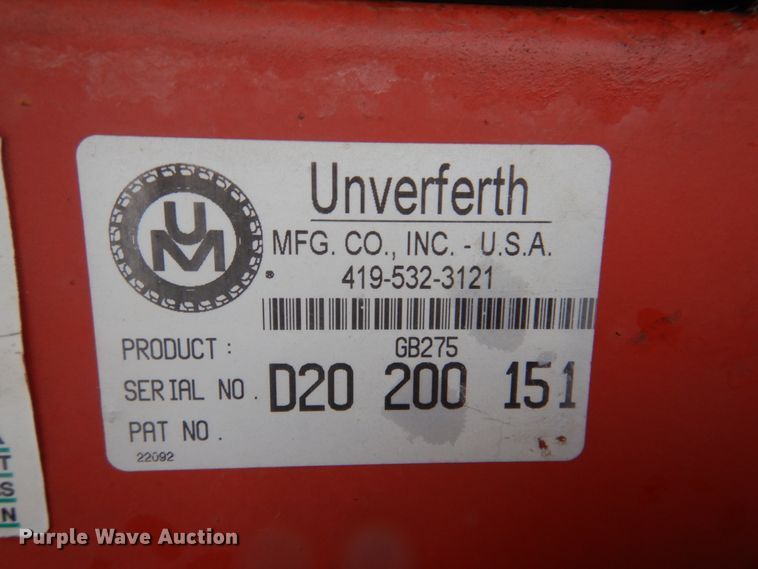 UM
Unverferth
MFG. CO., INC. - U.S.A.
®
419-532-3121
PRODUCT : GB275
SERIAL NO. D20 200 151
PAT NO.
22092
T
S
N
Purple Wave Auction